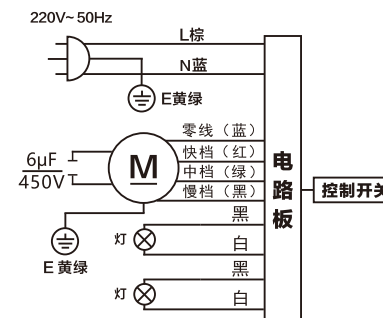 220V~ 50Hz
L棕
N蓝
E黄绿
零线（蓝）
快档（红）
中档（绿）
慢档（黑）
6μF
450V
M
电路板
控制开关
黑
灯
白
E 黄绿
黑
灯
白